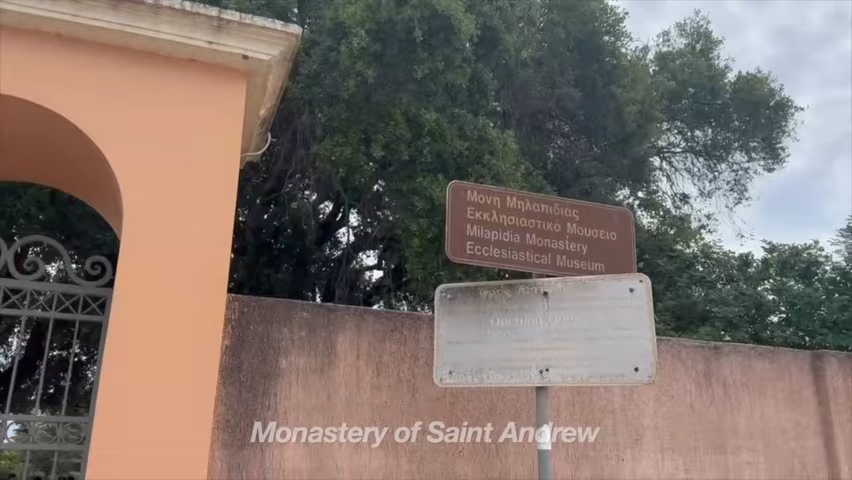 Μονη Μηλαπιδιας
Εκκλησιαστικο Μουσειο
Milapidia Monastery
Ecclesiastical Museum
Monastery of Saint Andrew